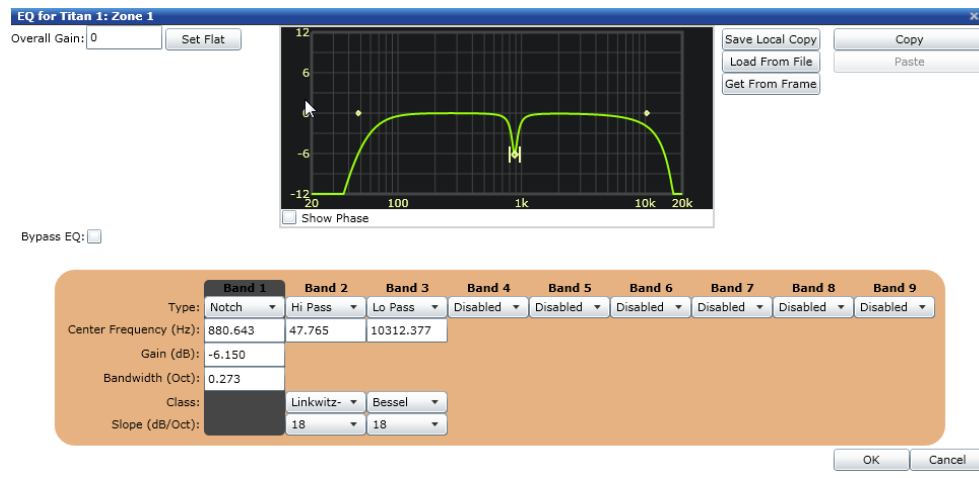 EQ for Titan 1: Zone 1
Overall Gain: 0 Set Flat
12
6
0
-6
-12
20 100 1k 10k 20k
Show Phase
Save Local Copy Copy
Load From File Paste
Get From Frame
Bypass EQ:
Band 1 Band 2 Band 3 Band 4 Band 5 Band 6 Band 7 Band 8 Band 9
Type: Notch Hi Pass Lo Pass Disabled Disabled Disabled Disabled Disabled Disabled
Center Frequency (Hz): 880.643 47.765 10312.377
Gain (dB): -6.150
Bandwidth (Oct): 0.273
Class: Linkwitz- Bessel
Slope (dB/Oct): 18 18
OK Cancel